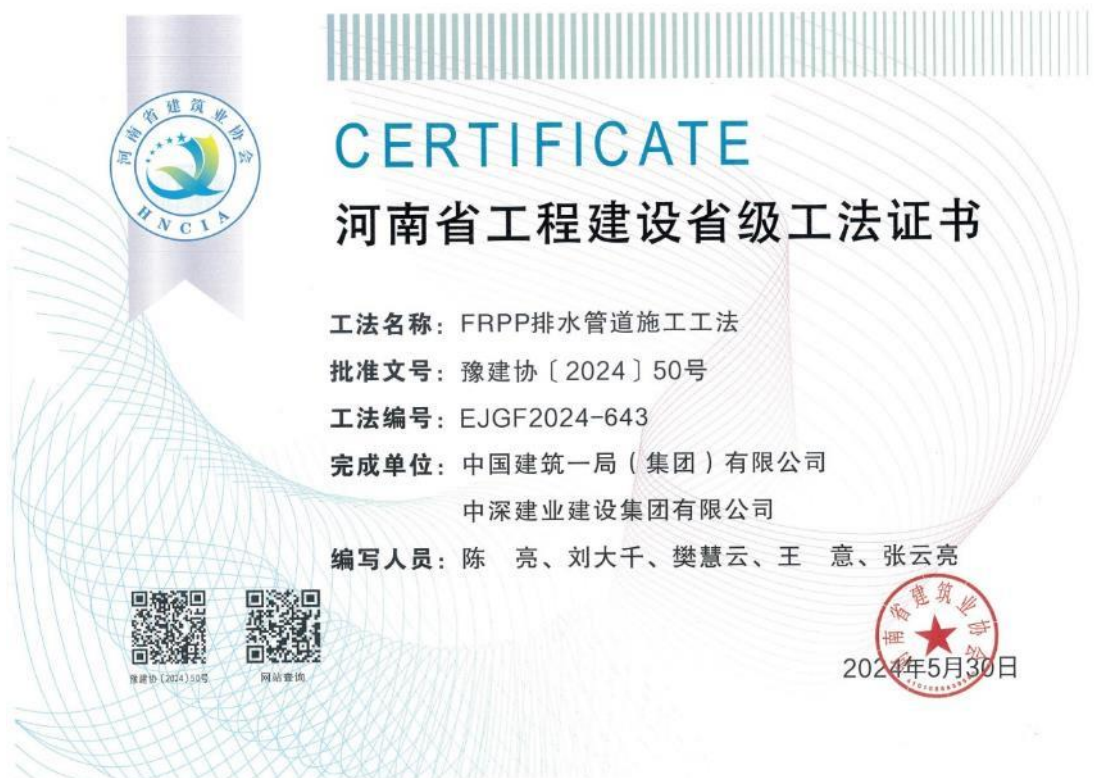 河南省建筑业协会
HNCIA
CERTIFICATE
河南省工程建设省级工法证书
工法名称：FRPP排水管道施工工法
批准文号：豫建协〔2024〕50号
工法编号：EJGF2024-643
完成单位：中国建筑一局（集团）有限公司
中深建业建设集团有限公司
编写人员：陈　亮、刘大千、樊慧云、王　意、张云亮
豫建协〔2024〕50号
网站查询
河南省建筑业协会
2024年5月30日